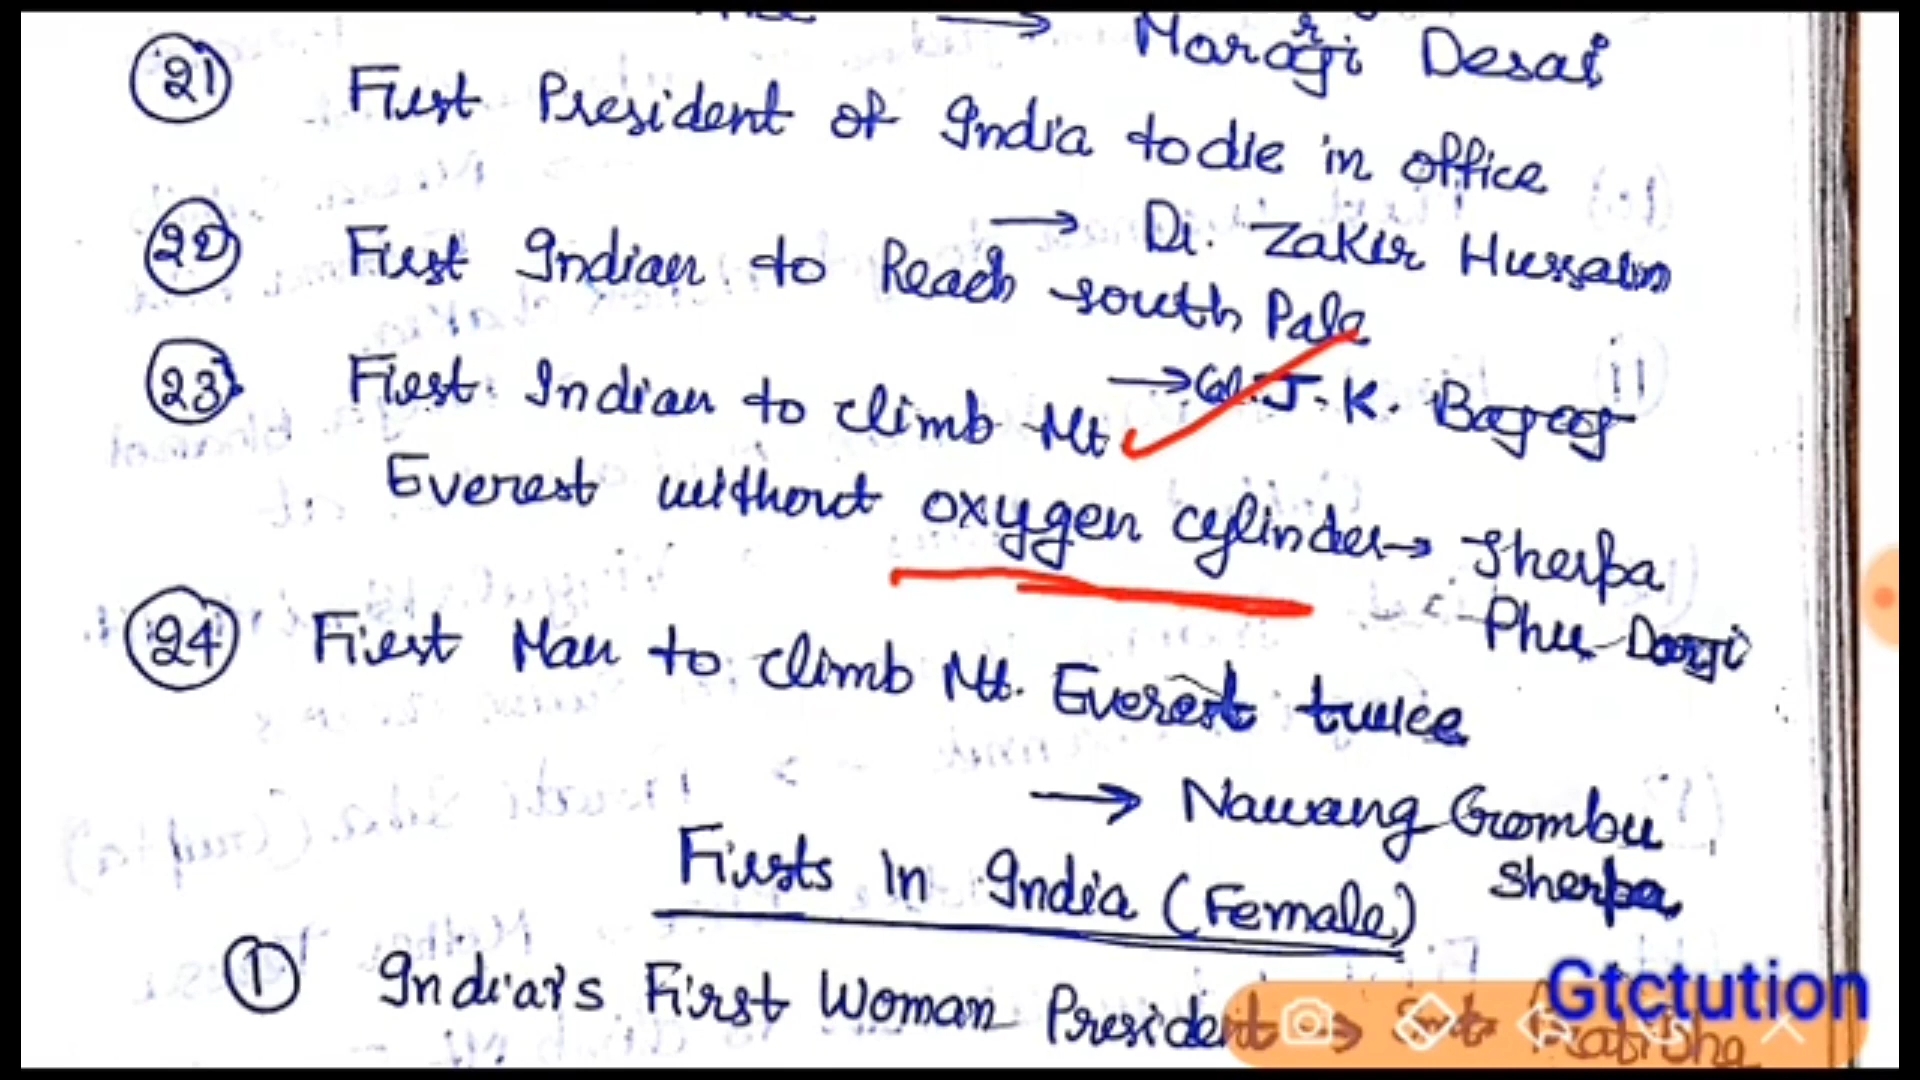 → Morarji Desai
21 First President of India to die in office
→ Dr. Zakir Hussain
22 First Indian to Reach south Pole
→ Col. J. K. Bajaj
23 First Indian to climb Mt
Everest without oxygen cylinder → Sherpa
Phu Dorji
24 First Man to climb Mt. Everest twice
→ Nawang Gombu
Sherpa
Firsts in India (Female)
1 India's First Woman President → Smt Pratibha
Gtctution